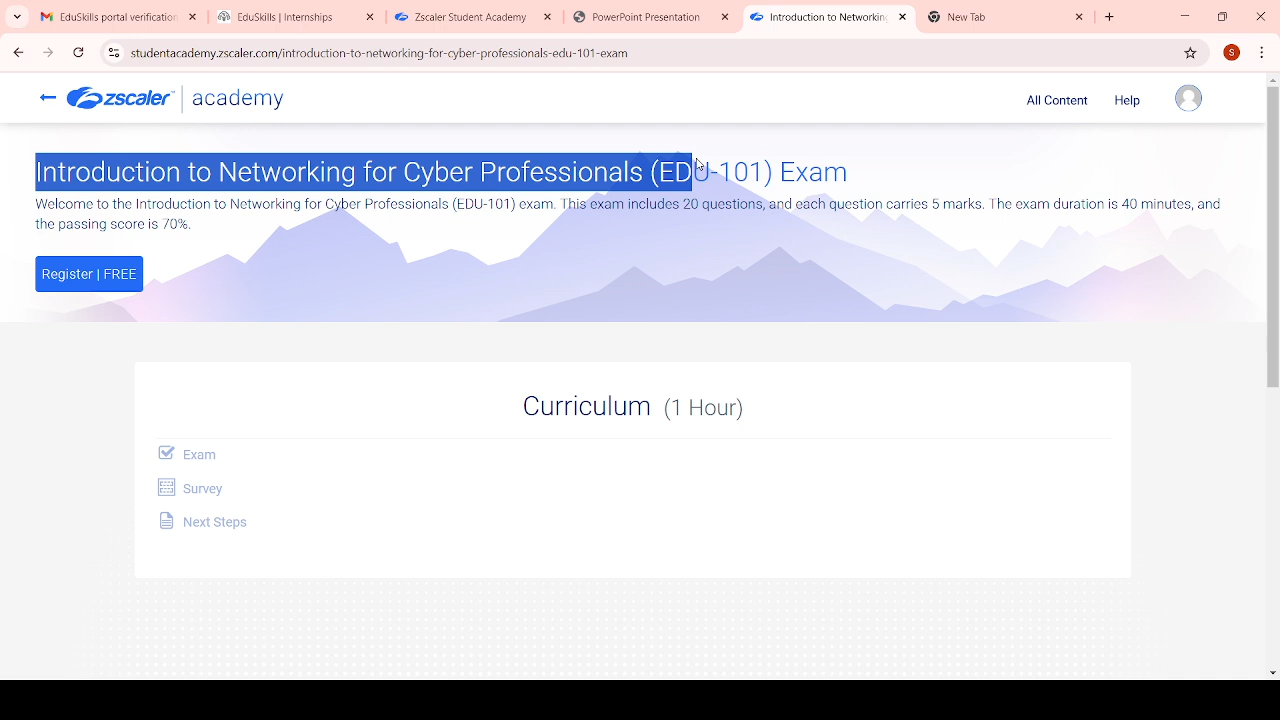 EduSkills portal verification
EduSkills | Internships
Zscaler Student Academy
PowerPoint Presentation
Introduction to Networking
New Tab
studentacademy.zscaler.com/introduction-to-networking-for-cyber-professionals-edu-101-exam
S
zscaler™ academy
All Content
Help
Introduction to Networking for Cyber Professionals (EDU-101) Exam
Welcome to the Introduction to Networking for Cyber Professionals (EDU-101) exam. This exam includes 20 questions, and each question carries 5 marks. The exam duration is 40 minutes, and
the passing score is 70%.
Register | FREE
Curriculum (1 Hour)
Exam
Survey
Next Steps